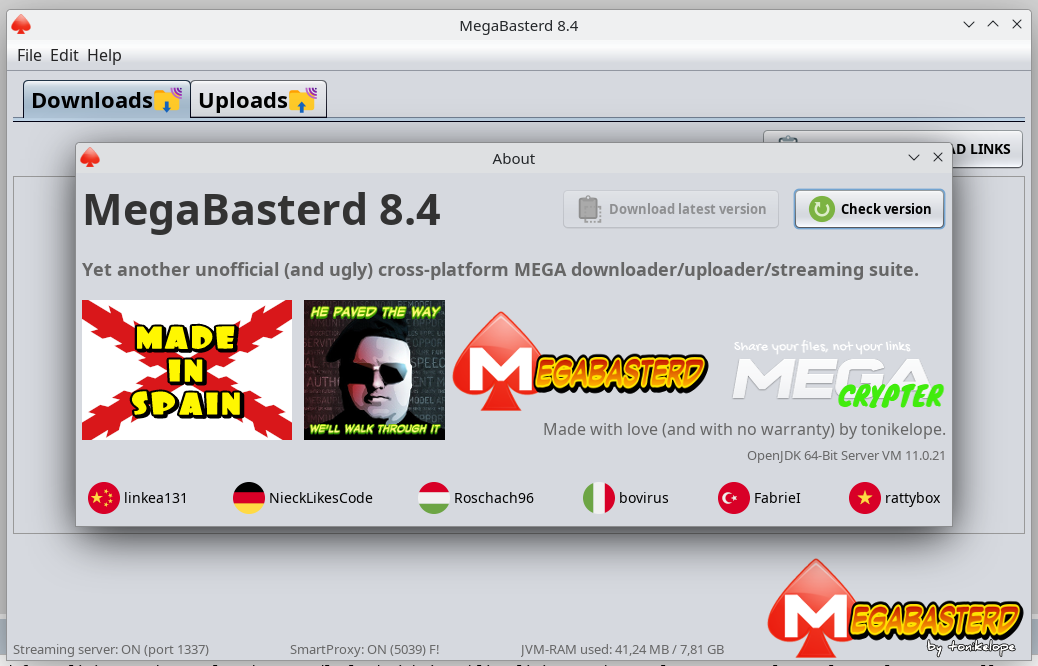 MegaBasterd 8.4
File Edit Help
Downloads Uploads
AD LINKS
About
MegaBasterd 8.4
Download latest version
Check version
Yet another unofficial (and ugly) cross-platform MEGA downloader/uploader/streaming suite.
MADE
IN
SPAIN
HE PAVED THE WAY
WE'LL WALK THROUGH IT
MEGABASTERD
Share your files, not your links
MEGA
CRYPTER
Made with love (and with no warranty) by tonikelope.
OpenJDK 64-Bit Server VM 11.0.21
linkea131 NieckLikesCode Roschach96 bovirus FabrieI rattybox
MEGABASTERD
by tonikelope
Streaming server: ON (port 1337) SmartProxy: ON (5039) F! JVM-RAM used: 41,24 MB / 7,81 GB